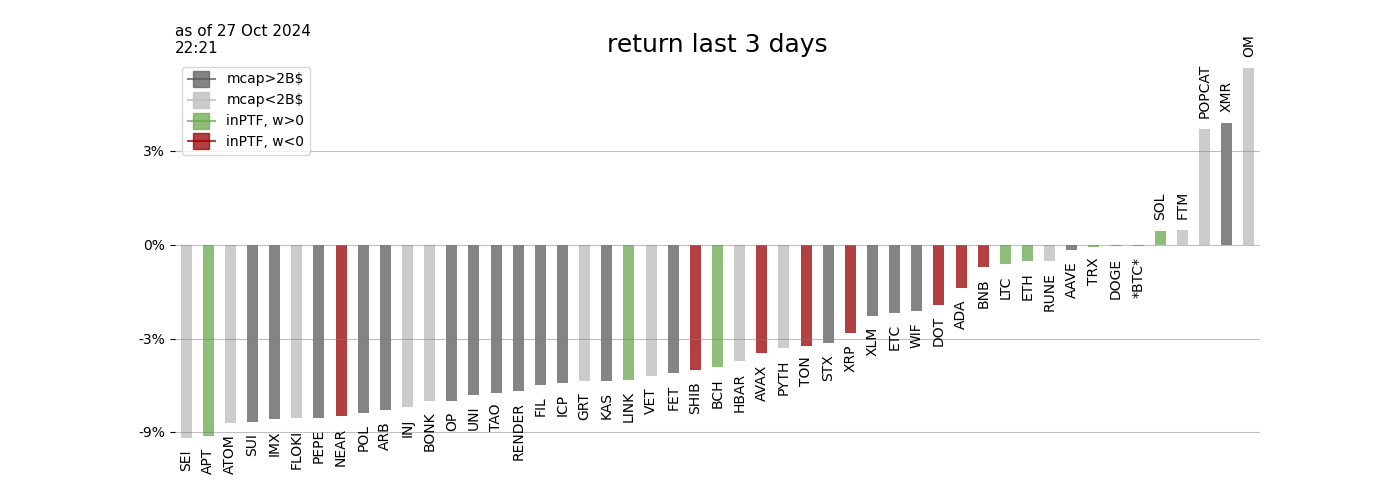 as of 27 Oct 2024
22:21
return last 3 days
mcap>2B$
mcap<2B$
inPTF, w>0
inPTF, w<0
3%
0%
-3%
-9%
SEI
APT
ATOM
SUI
IMX
FLOKI
PEPE
NEAR
POL
ARB
INJ
BONK
OP
UNI
TAO
RENDER
FIL
ICP
GRT
KAS
LINK
VET
FET
SHIB
BCH
HBAR
AVAX
PYTH
TON
STX
XRP
XLM
ETC
WIF
DOT
ADA
BNB
LTC
ETH
RUNE
AAVE
TRX
DOGE
*BTC*
SOL
FTM
POPCAT
XMR
OM